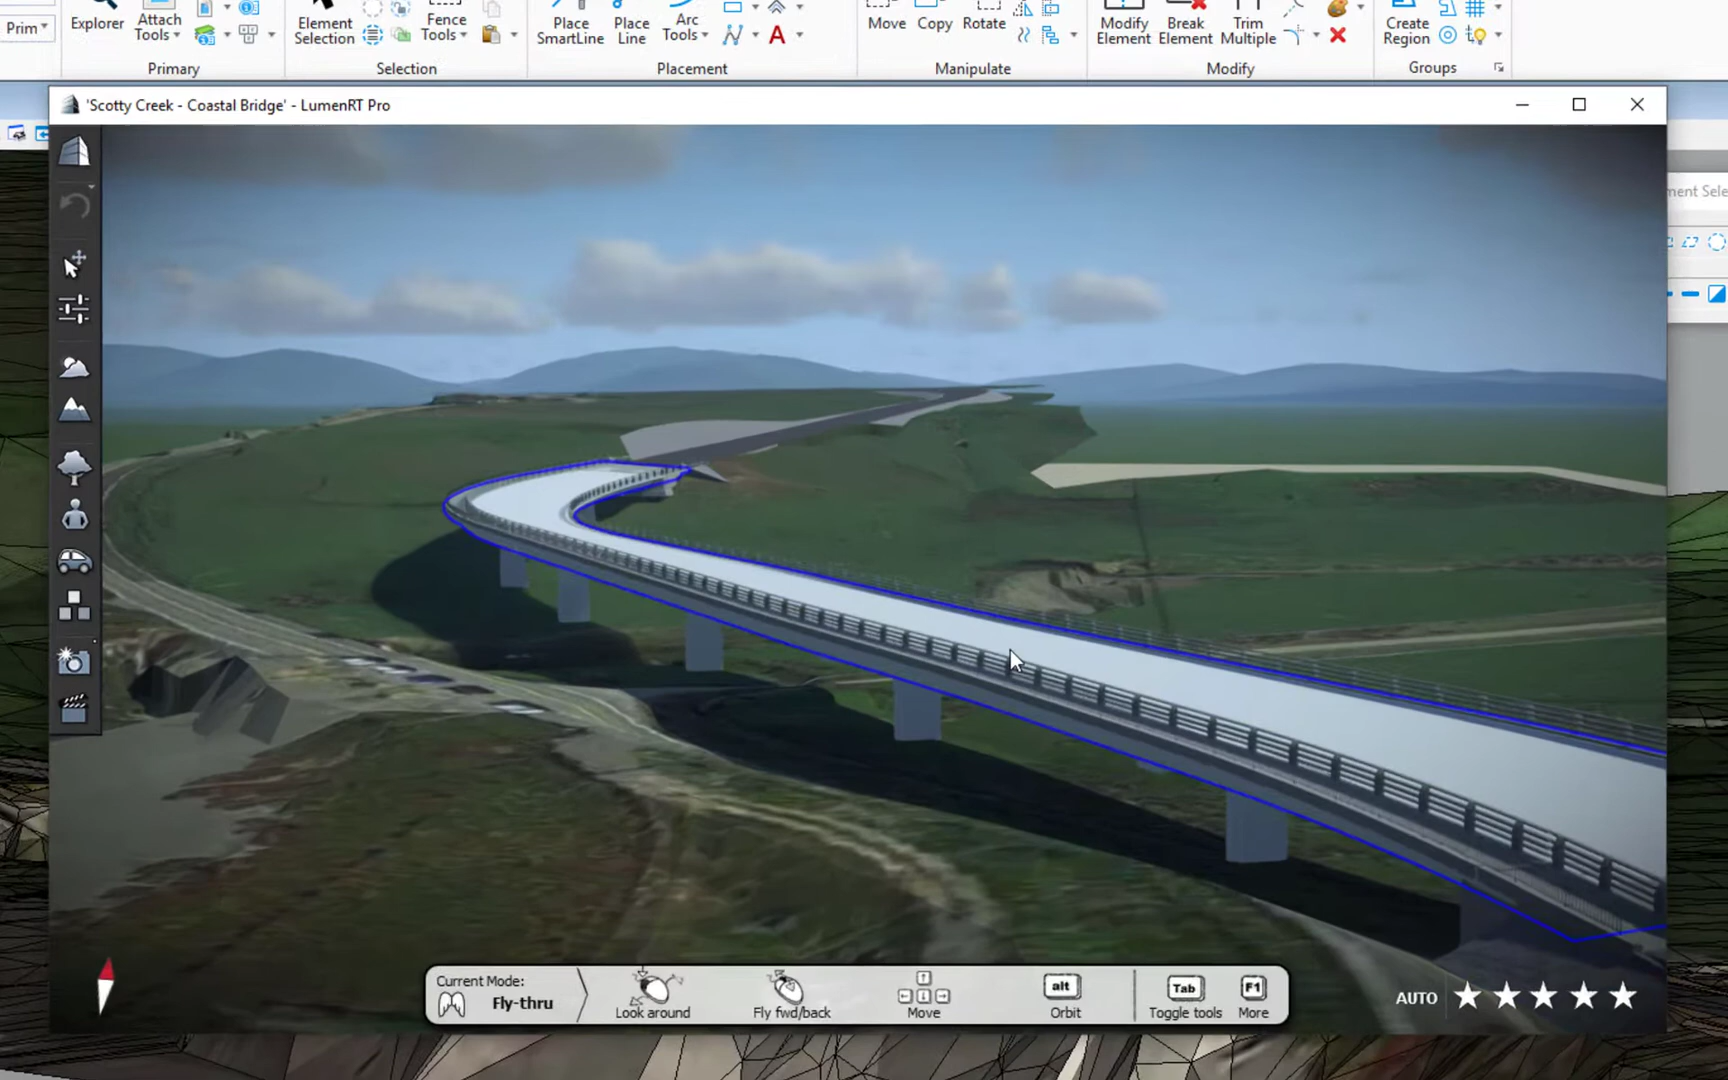 Prim
Explorer
Attach
Tools
Primary
Element
Selection
Fence
Tools
Selection
Place
SmartLine
Place
Line
Arc
Tools
A
Placement
Move
Copy
Rotate
Manipulate
Modify
Element
Break
Element
Trim
Multiple
Modify
Create
Region
Groups
'Scotty Creek - Coastal Bridge' - LumenRT Pro
ment Sele
Current Mode:
Fly-thru
Look around
Fly fwd/back
Move
alt
Orbit
Tab
Toggle tools
F1
More
AUTO